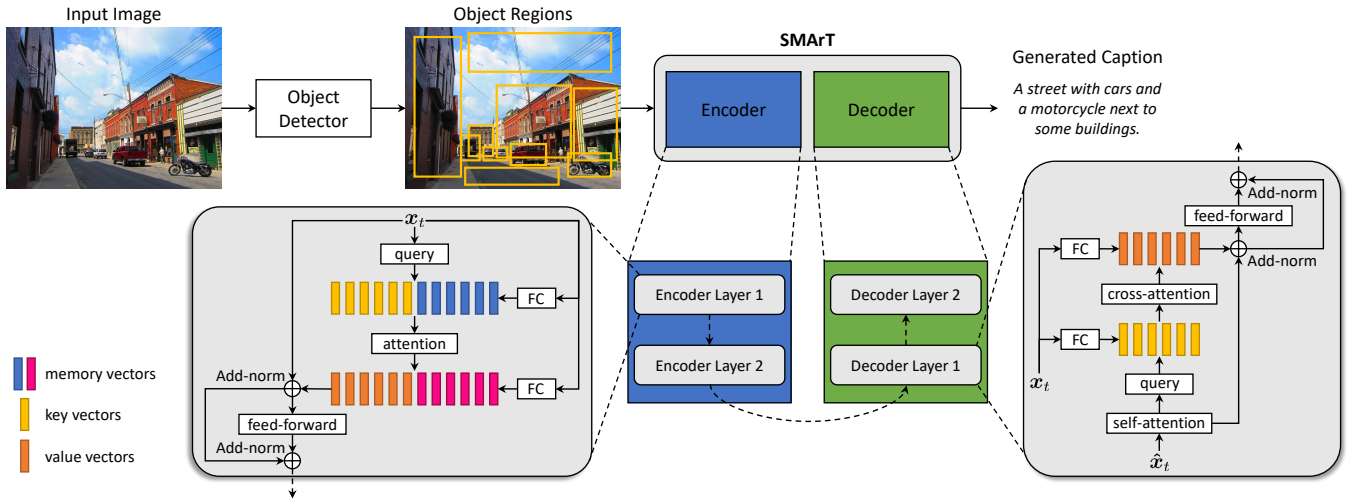 Input Image
Object Regions
SMArT
Object
Detector
Encoder
Decoder
Generated Caption
A street with cars and
a motorcycle next to
some buildings.
x_t
query
FC
attention
Add-norm
FC
feed-forward
Add-norm
memory vectors
key vectors
value vectors
Encoder Layer 1
Encoder Layer 2
Decoder Layer 2
Decoder Layer 1
Add-norm
feed-forward
FC
Add-norm
cross-attention
FC
x_t
query
self-attention
x̂_t